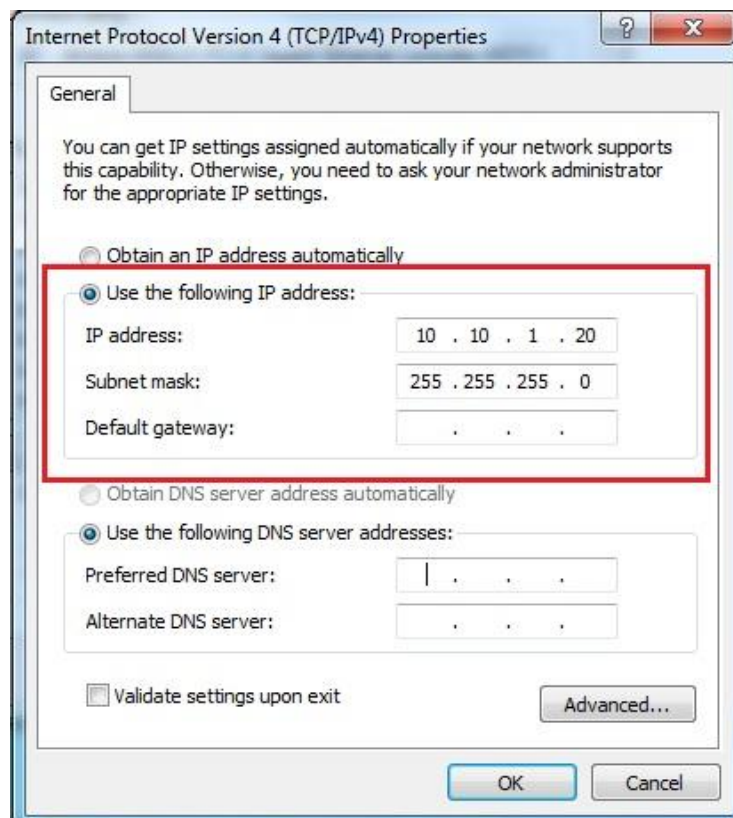 Internet Protocol Version 4 (TCP/IPv4) Properties
?
X
General
You can get IP settings assigned automatically if your network supports
this capability. Otherwise, you need to ask your network administrator
for the appropriate IP settings.
Obtain an IP address automatically
Use the following IP address:
IP address: 10 . 10 . 1 . 20
Subnet mask: 255 . 255 . 255 . 0
Default gateway: . . .
Obtain DNS server address automatically
Use the following DNS server addresses:
Preferred DNS server: . . .
Alternate DNS server: . . .
Validate settings upon exit
Advanced...
OK Cancel